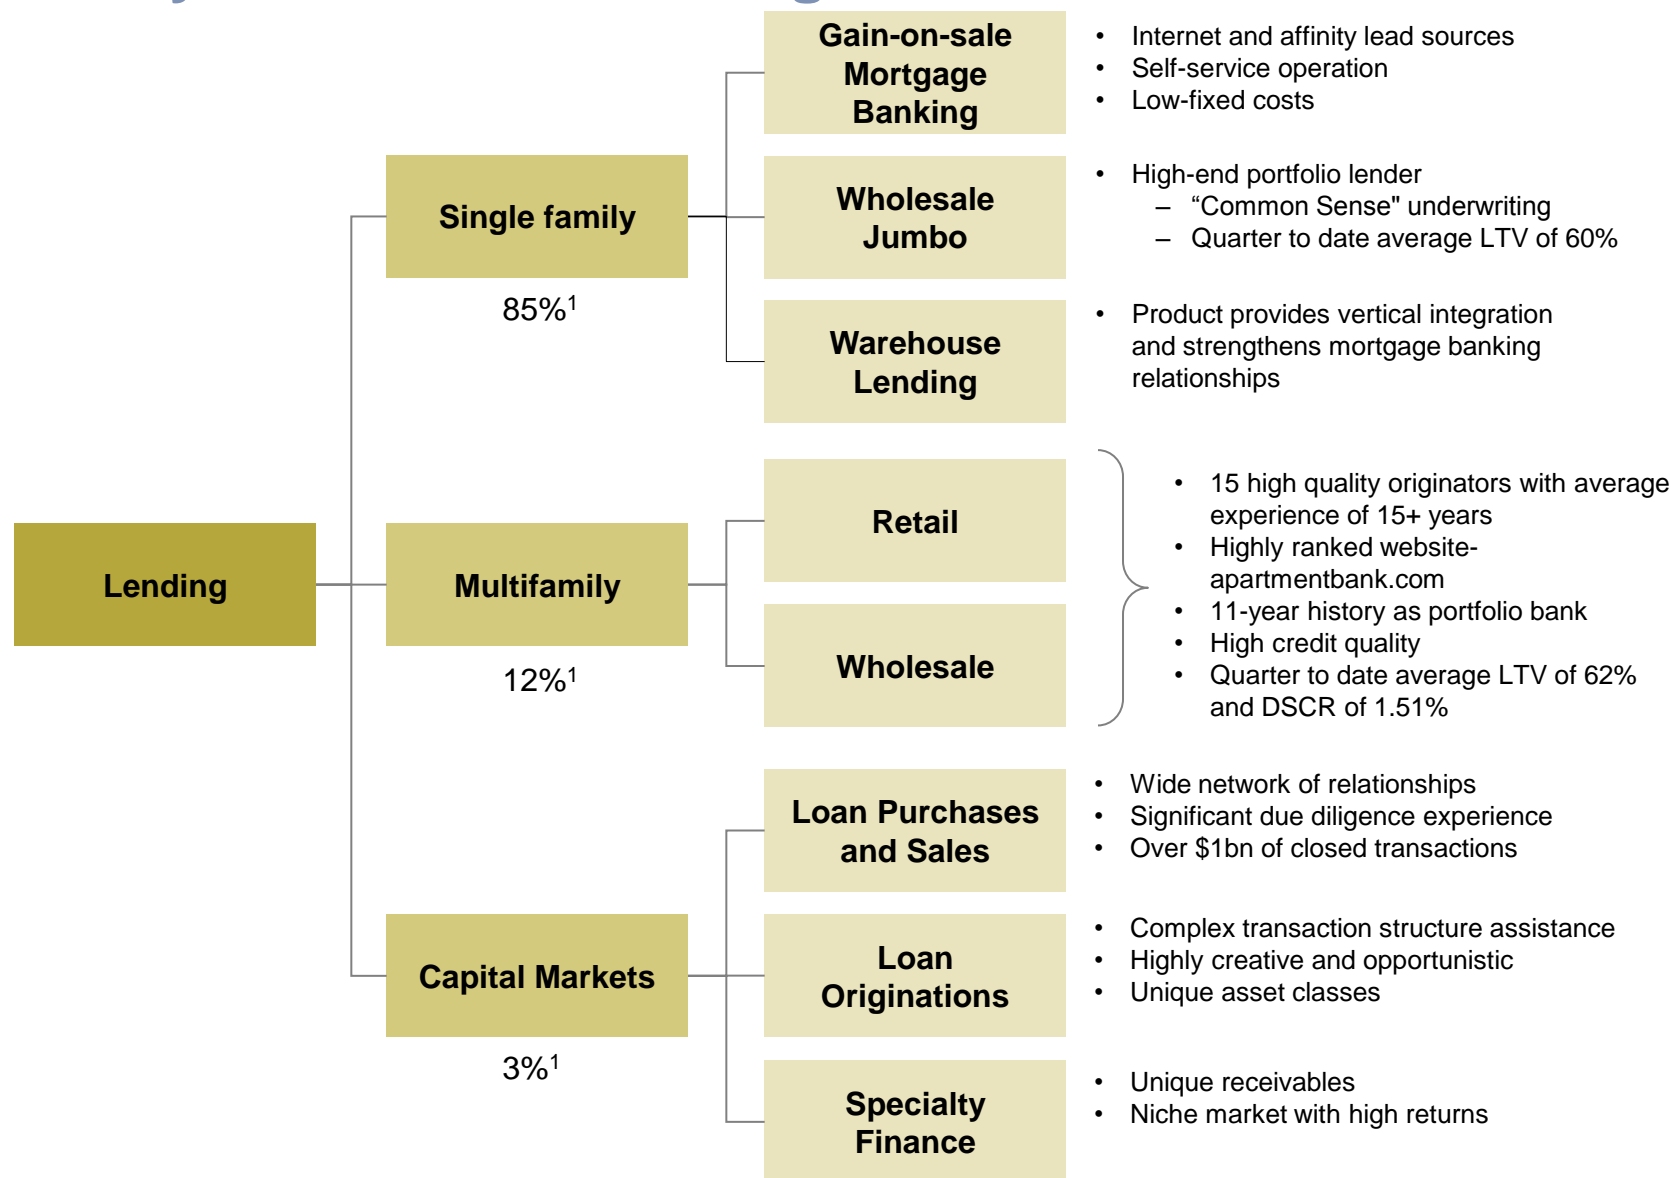 Lending
Single family
85%1
Gain-on-sale
Mortgage
Banking
• Internet and affinity lead sources
• Self-service operation
• Low-fixed costs
Wholesale
Jumbo
• High-end portfolio lender
– “Common Sense" underwriting
– Quarter to date average LTV of 60%
Warehouse
Lending
• Product provides vertical integration
and strengthens mortgage banking
relationships
Multifamily
12%1
Retail
Wholesale
• 15 high quality originators with average
experience of 15+ years
• Highly ranked website-
apartmentbank.com
• 11-year history as portfolio bank
• High credit quality
• Quarter to date average LTV of 62%
and DSCR of 1.51%
Capital Markets
3%1
Loan Purchases
and Sales
• Wide network of relationships
• Significant due diligence experience
• Over $1bn of closed transactions
Loan
Originations
• Complex transaction structure assistance
• Highly creative and opportunistic
• Unique asset classes
Specialty
Finance
• Unique receivables
• Niche market with high returns